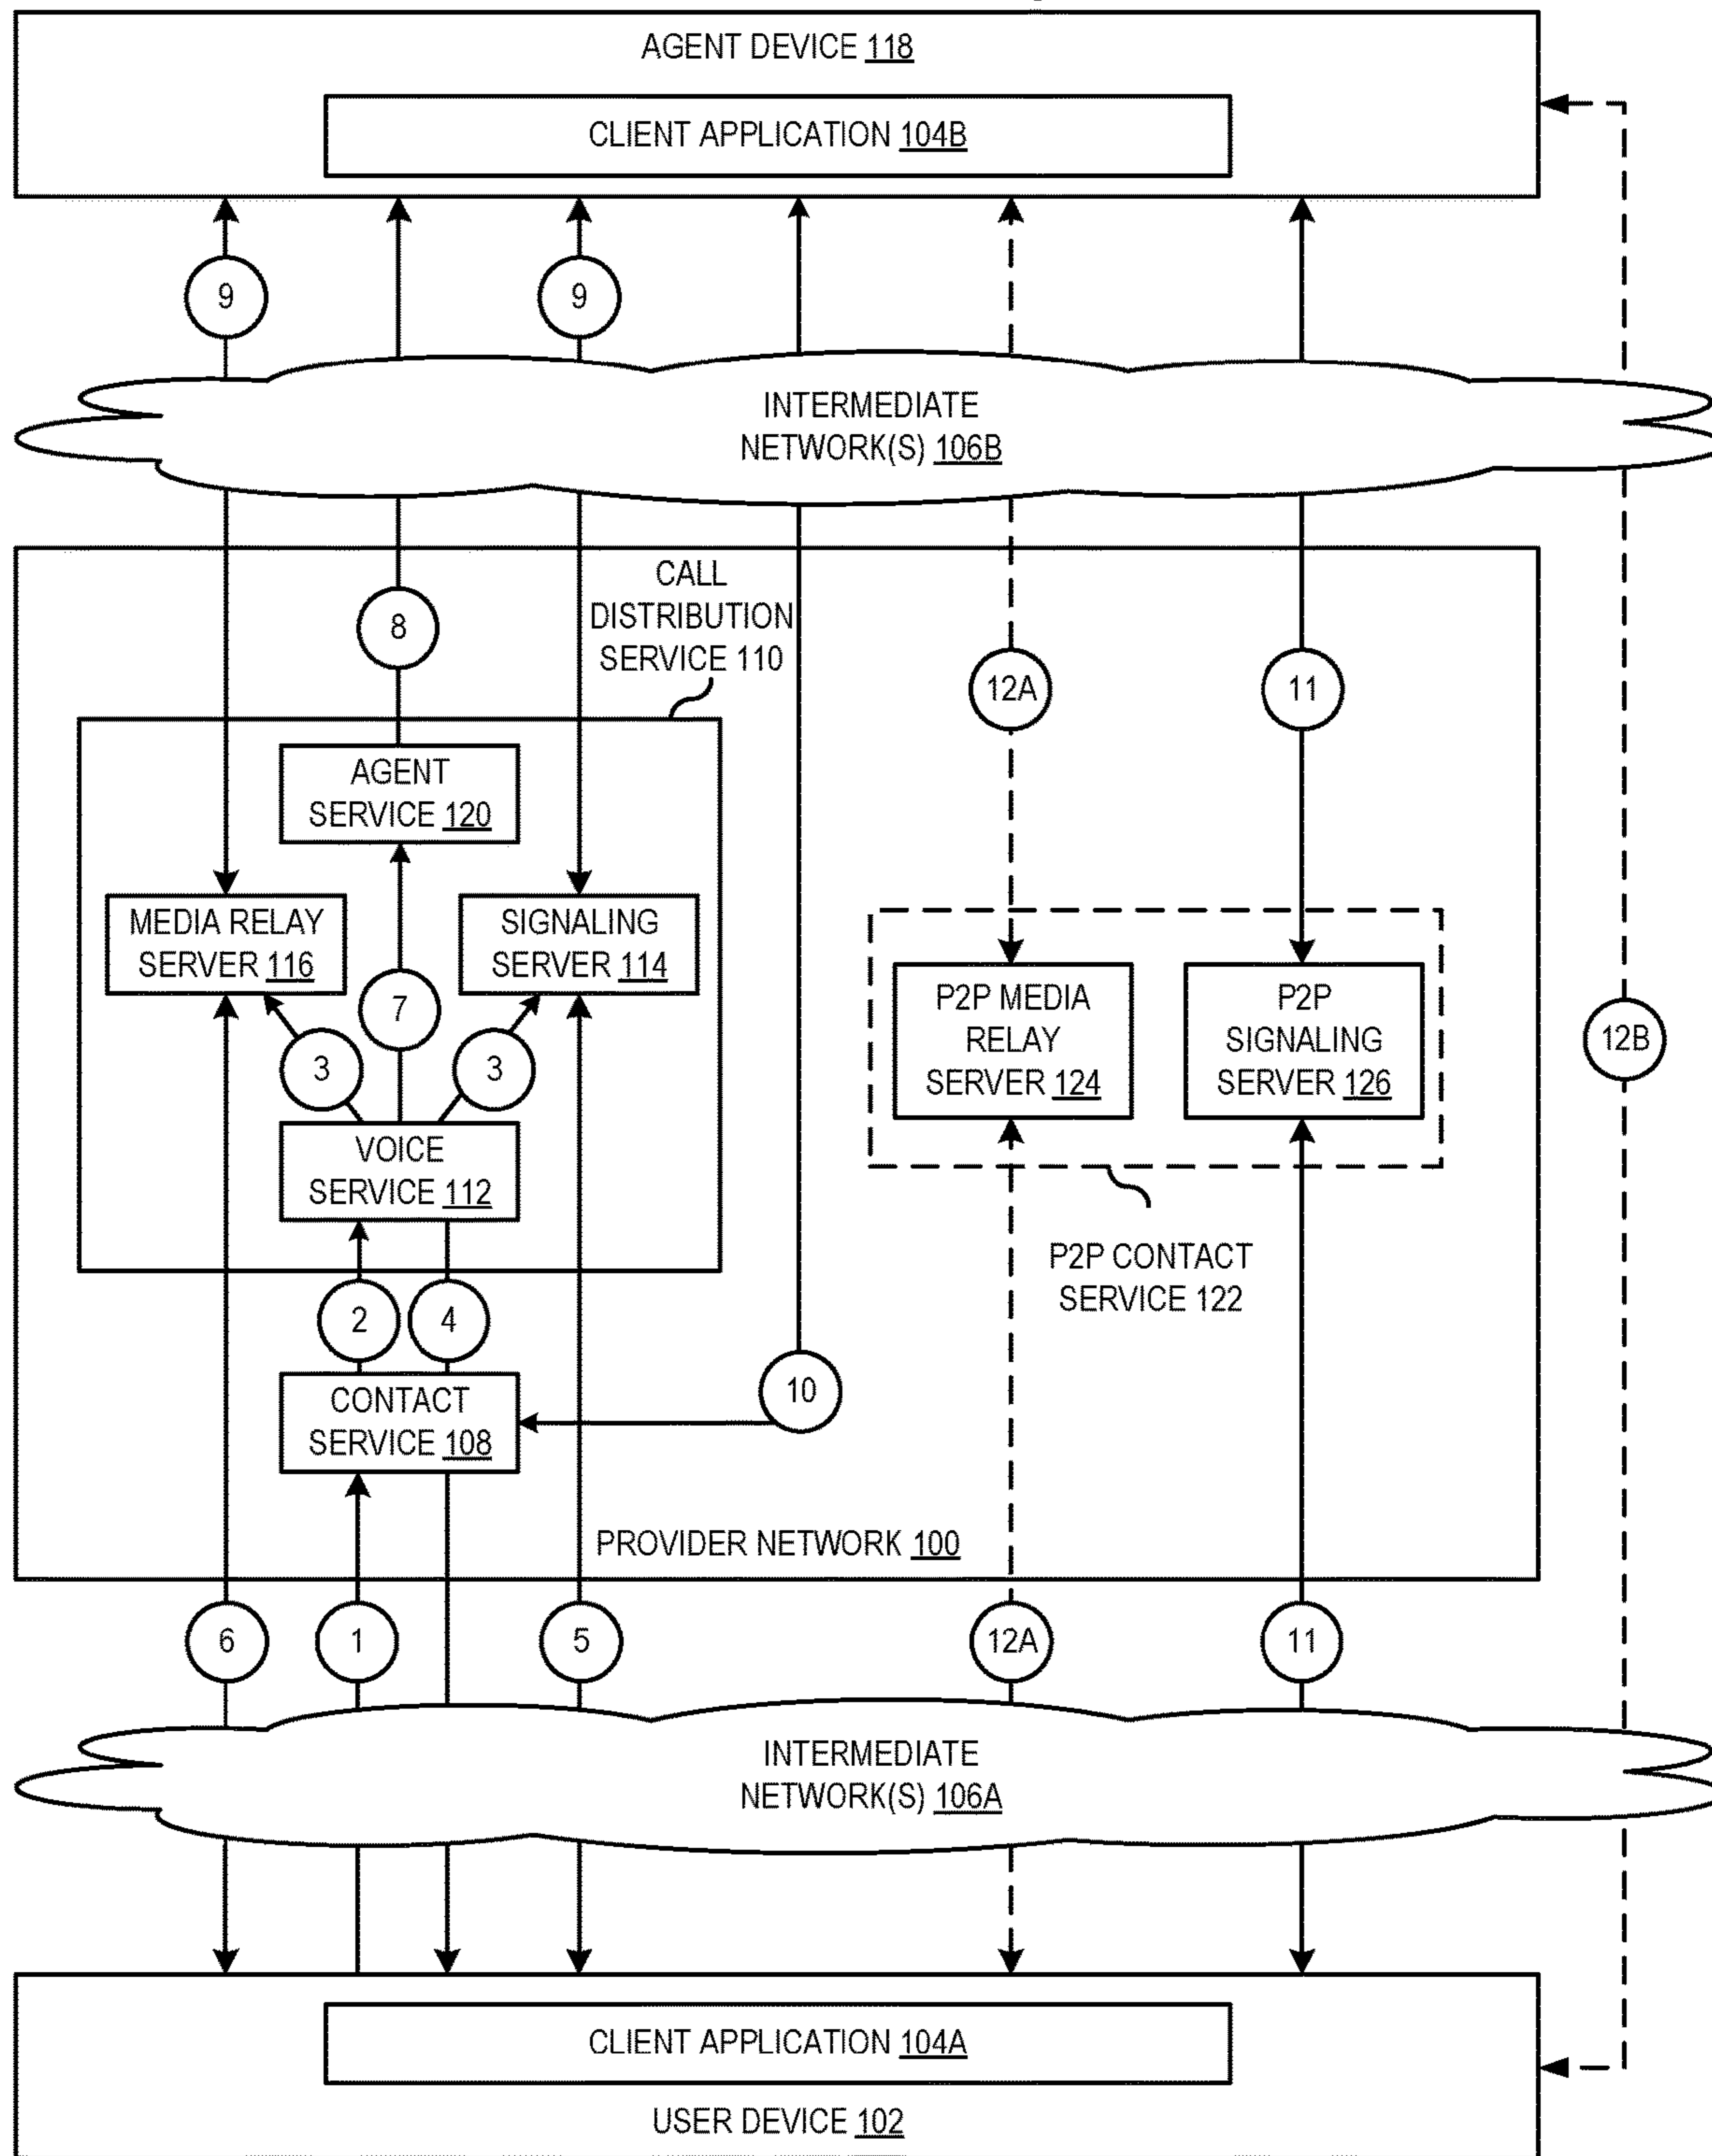 AGENT DEVICE 118
CLIENT APPLICATION 104B
9
9
INTERMEDIATE
NETWORK(S) 106B
CALL
DISTRIBUTION
SERVICE 110
8
12A
11
AGENT
SERVICE 120
MEDIA RELAY
SERVER 116
SIGNALING
SERVER 114
P2P MEDIA
RELAY
SERVER 124
P2P
SIGNALING
SERVER 126
7
3
3
12B
VOICE
SERVICE 112
P2P CONTACT
SERVICE 122
2
4
10
CONTACT
SERVICE 108
PROVIDER NETWORK 100
6
1
5
12A
11
INTERMEDIATE
NETWORK(S) 106A
CLIENT APPLICATION 104A
USER DEVICE 102